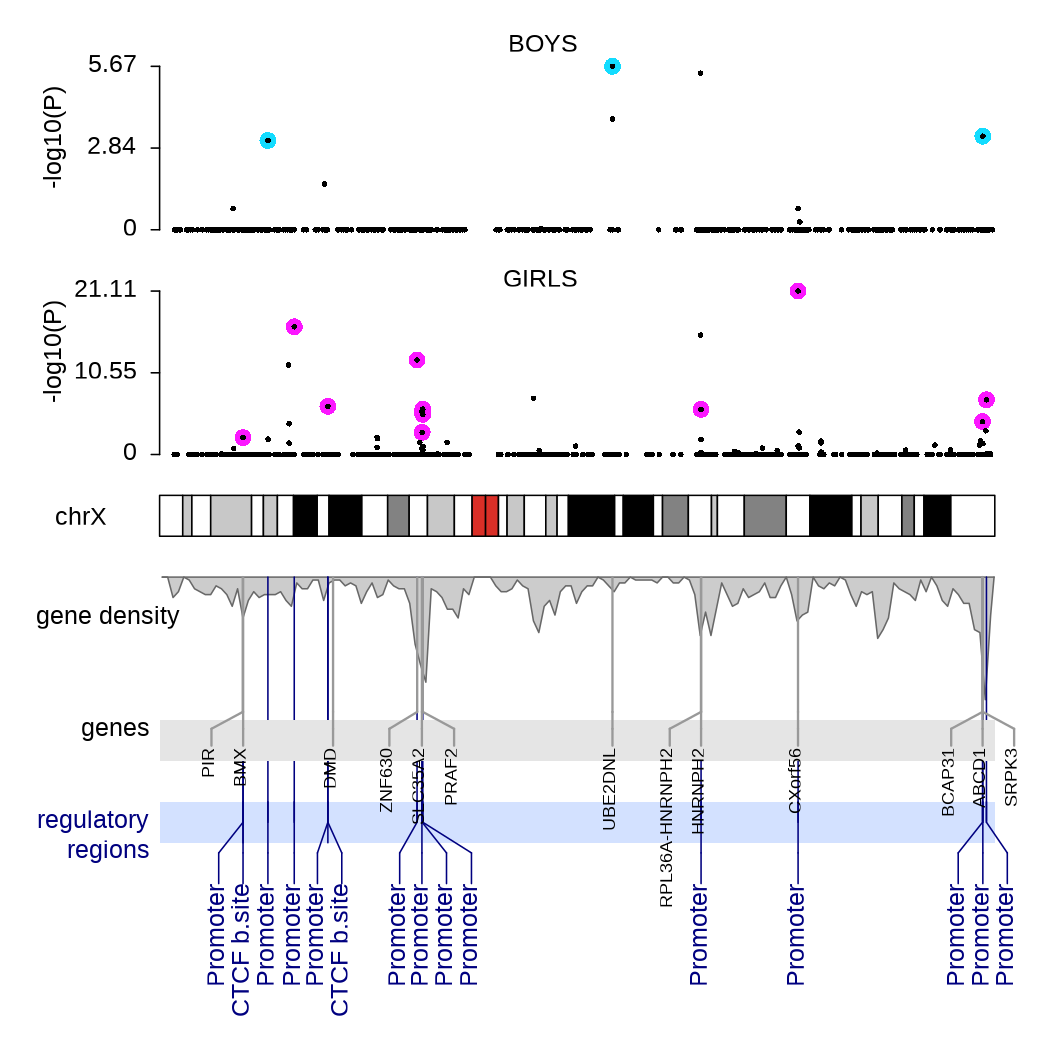 BOYS
5.67
2.84
0
-log10(P)
GIRLS
21.11
10.55
0
-log10(P)
chrX
gene density
genes
PIR
BMX
DMD
ZNF630
SLC35A2
PRAF2
UBE2DNL
RPL36A-HNRNPH2
HNRNPH2
CXorf56
BCAP31
ABCD1
SRPK3
regulatory
regions
Promoter
CTCF b.site
Promoter
Promoter
Promoter
CTCF b.site
Promoter
Promoter
Promoter
Promoter
Promoter
Promoter
Promoter
Promoter
Promoter